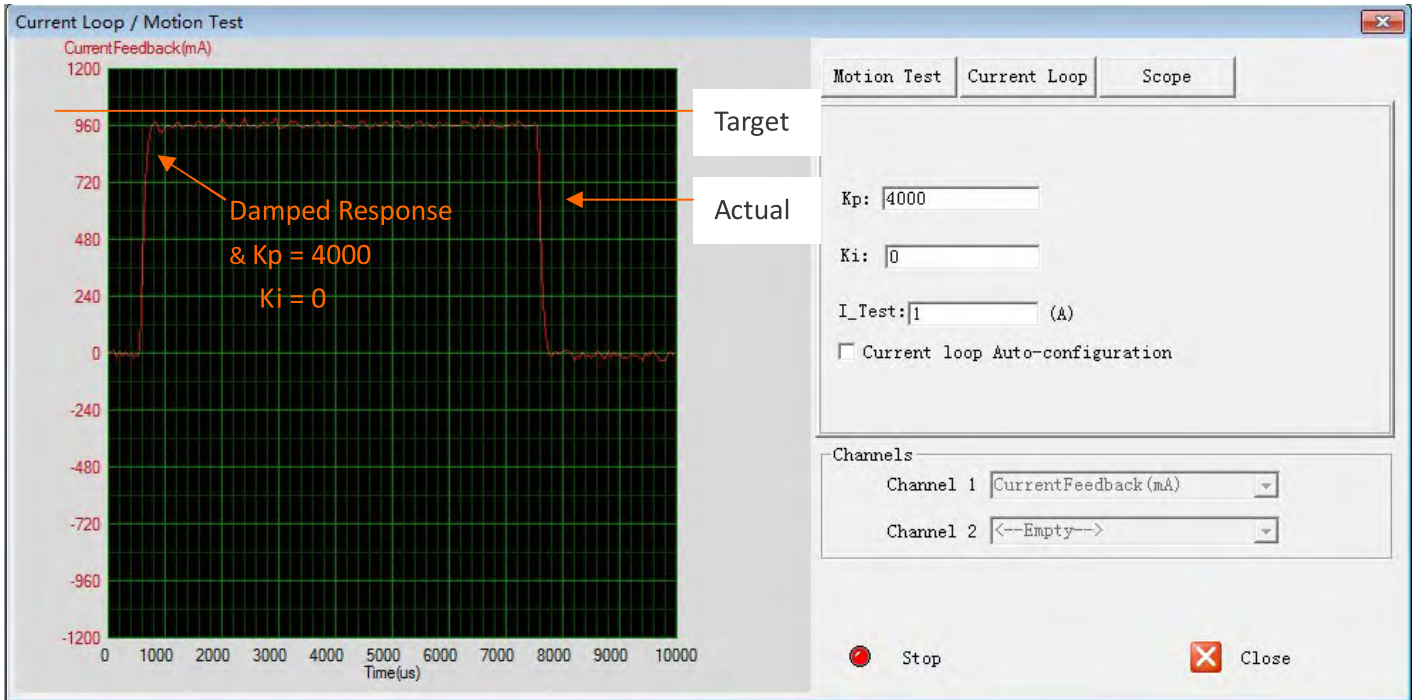 Current Loop / Motion Test
CurrentFeedback(mA)
1200
960
720
480
240
0
-240
-480
-720
-960
-1200
0 1000 2000 3000 4000 5000 6000 7000 8000 9000 10000
Time(us)
Damped Response
& Kp = 4000
Ki = 0
Target
Actual
Motion Test Current Loop Scope
Kp: 4000
Ki: 0
I_Test: 1 (A)
Current loop Auto-configuration
Channels
Channel 1 CurrentFeedback(mA)
Channel 2 <--Empty-->
Stop Close